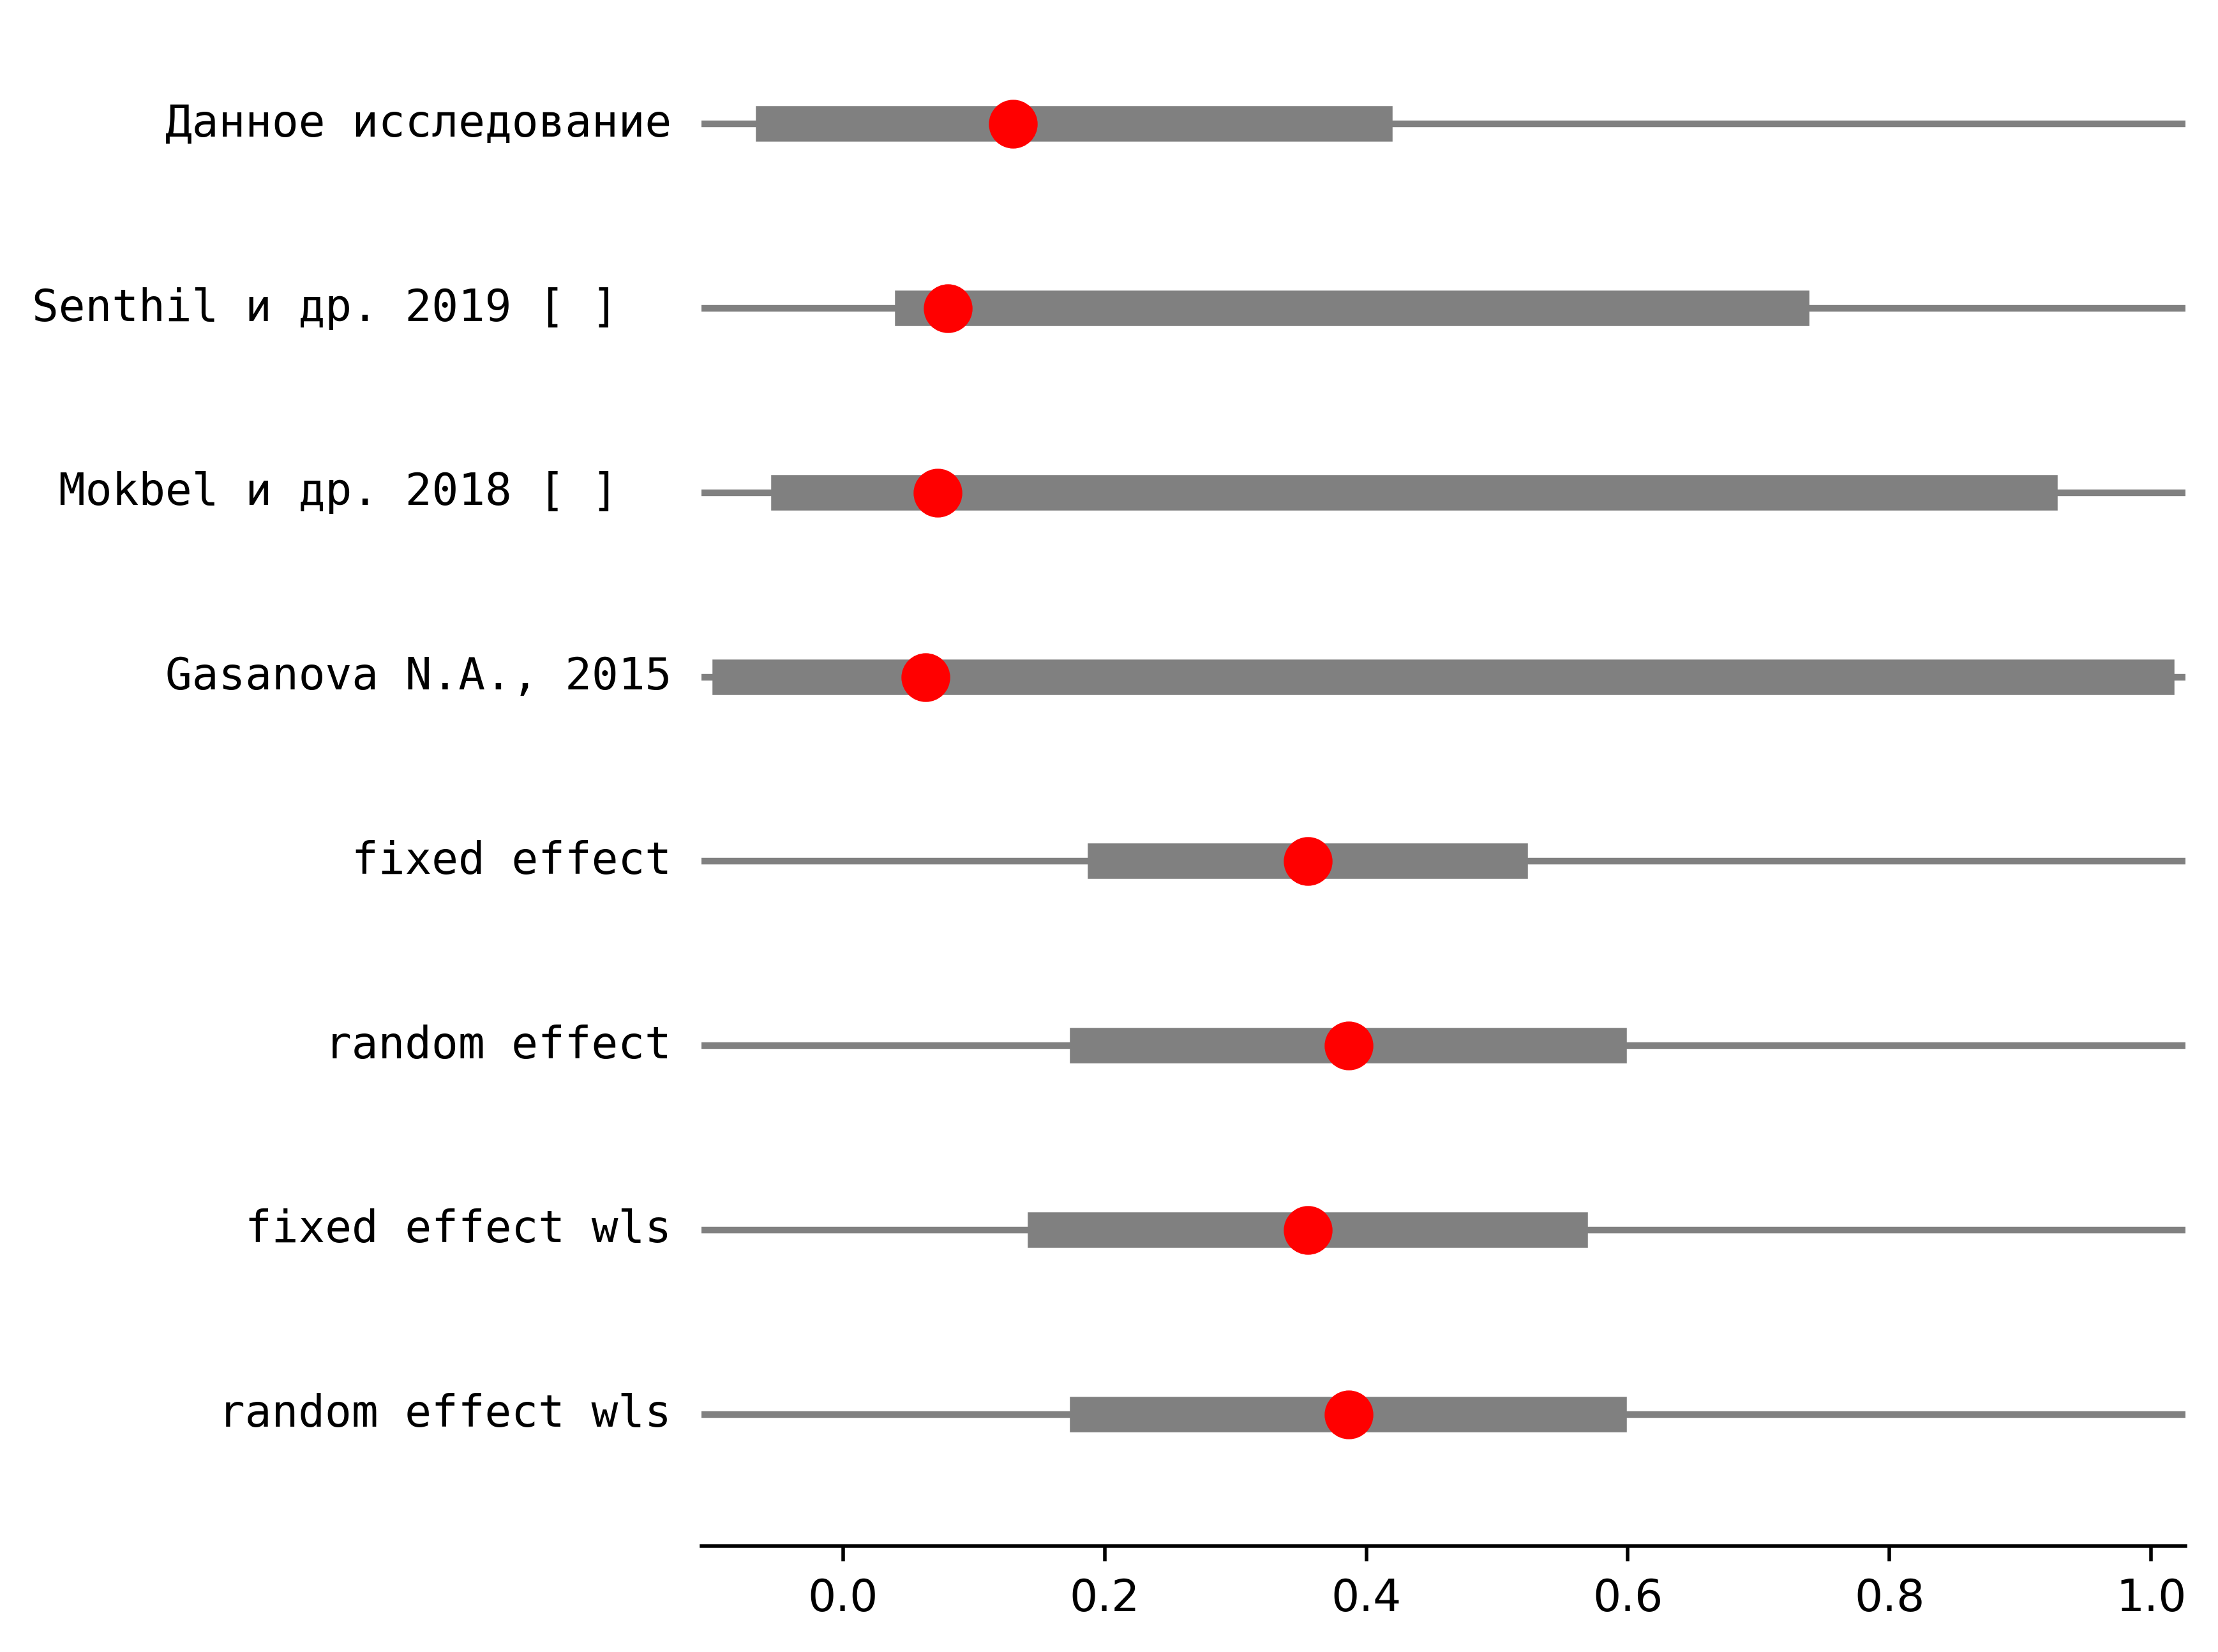 Данное исследование
Senthil и др. 2019 [ ]
Mokbel и др. 2018 [ ]
Gasanova N.A., 2015
fixed effect
random effect
fixed effect wls
random effect wls
0.0 0.2 0.4 0.6 0.8 1.0